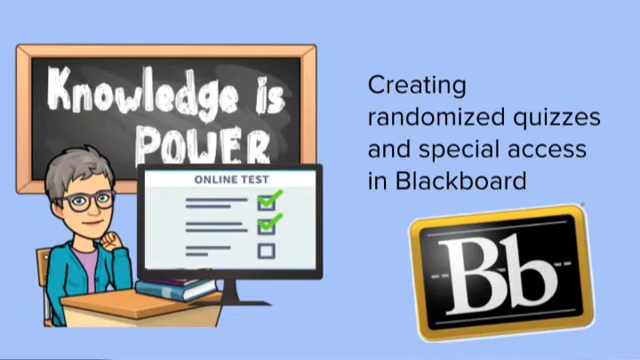 Knowledge is
POWER
ONLINE TEST
Creating
randomized quizzes
and special access
in Blackboard
Bb